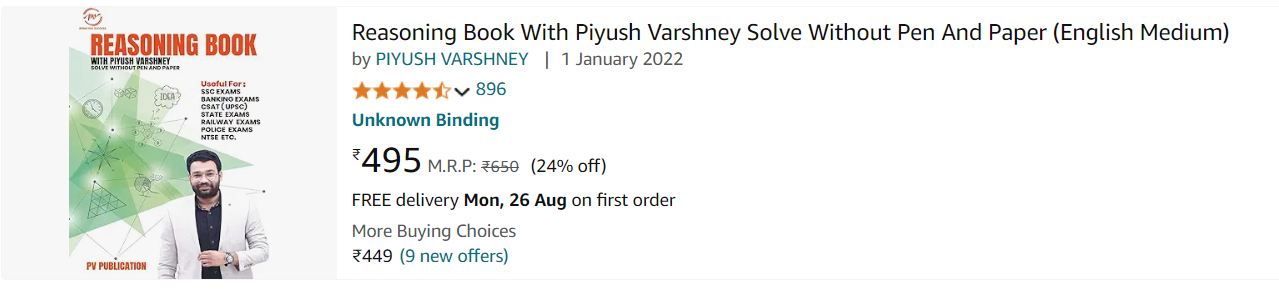 REASONING BOOK
WITH PIYUSH VARSHNEY
SOLVE WITHOUT PEN AND PAPER
Usoful For :
SSC EXAMS
BANKING EXAMS
CSAT ( UPSC)
STATE EXAMS
RAILWAY EXAMS
POLICE EXAMS
NTSE ETC.
IDEA
PV PUBLICATION
Reasoning Book With Piyush Varshney Solve Without Pen And Paper (English Medium)
by PIYUSH VARSHNEY | 1 January 2022
896
Unknown Binding
₹495 M.R.P: ₹650 (24% off)
FREE delivery Mon, 26 Aug on first order
More Buying Choices
₹449 (9 new offers)